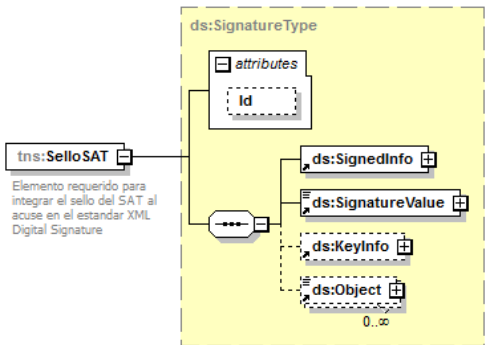 ds:SignatureType
attributes
Id
tns:SelloSAT
Elemento requerido para
integrar el sello del SAT al
acuse en el estandar XML
Digital Signature
ds:SignedInfo
ds:SignatureValue
ds:KeyInfo
ds:Object
0..∞